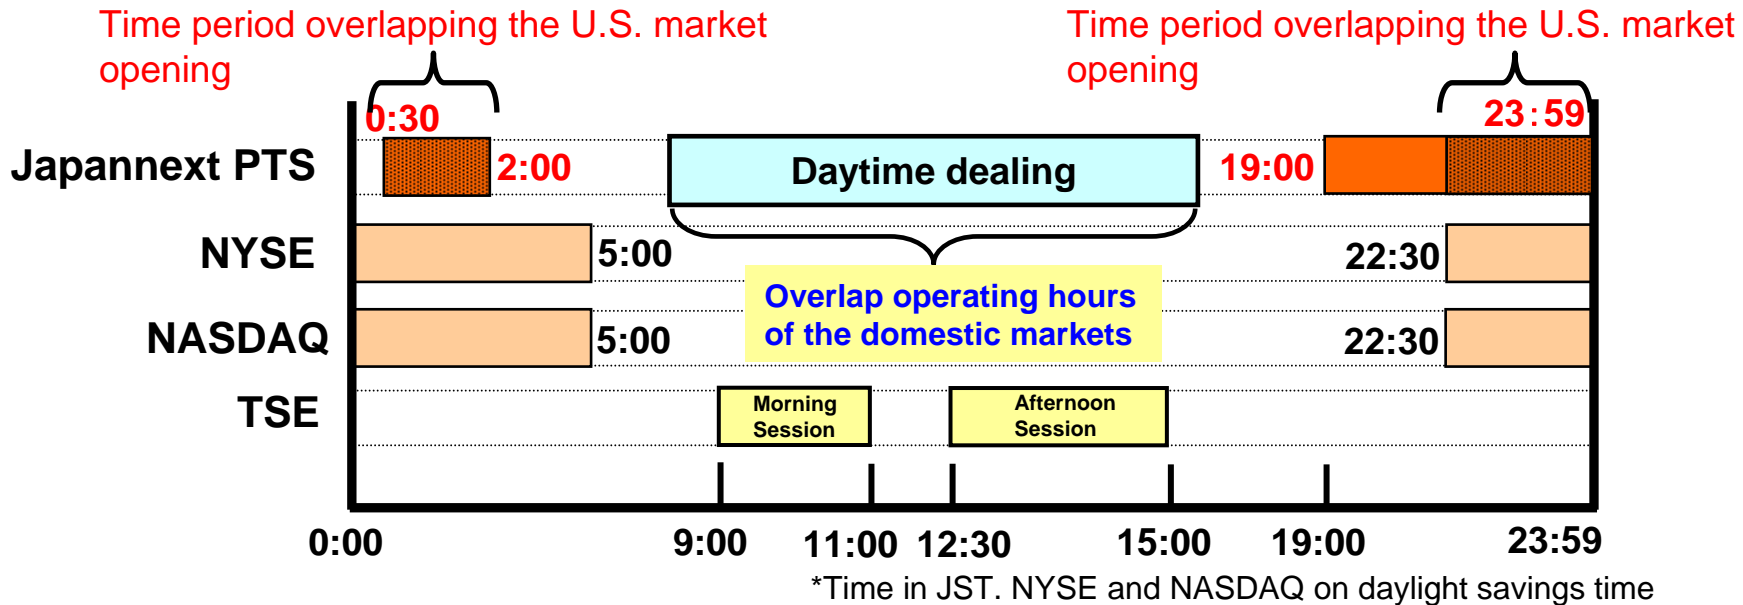 Time period overlapping the U.S. market
opening
Time period overlapping the U.S. market
opening
0:30
23:59
Japannext PTS
2:00
Daytime dealing
19:00
NYSE
5:00
22:30
Overlap operating hours
of the domestic markets
NASDAQ
5:00
22:30
TSE
Morning
Session
Afternoon
Session
0:00
9:00
11:00
12:30
15:00
19:00
23:59
*Time in JST. NYSE and NASDAQ on daylight savings time